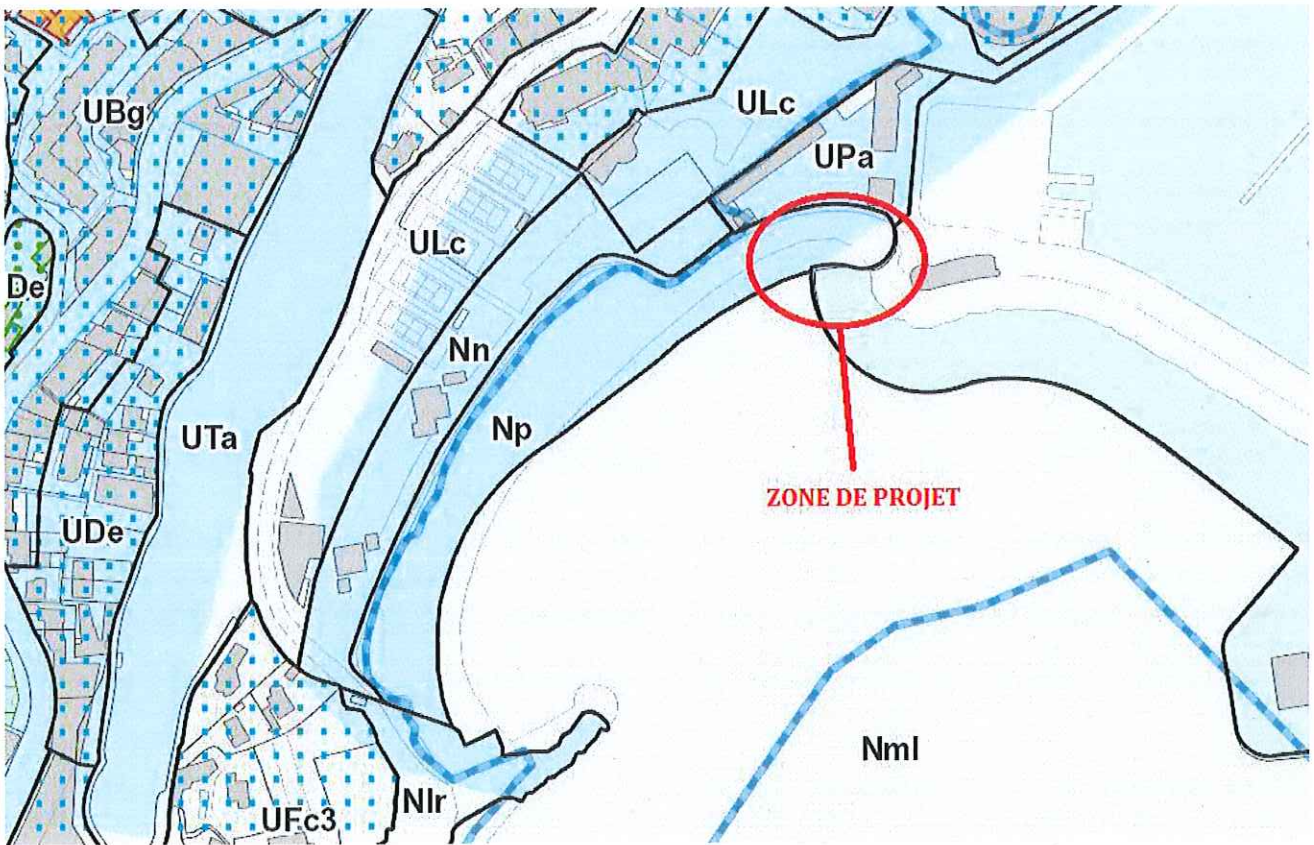 UBg
ULc
UPa
ULc
De
Nn
Np
UTa
ZONE DE PROJET
UDe
Nml
Nlr
UFc3